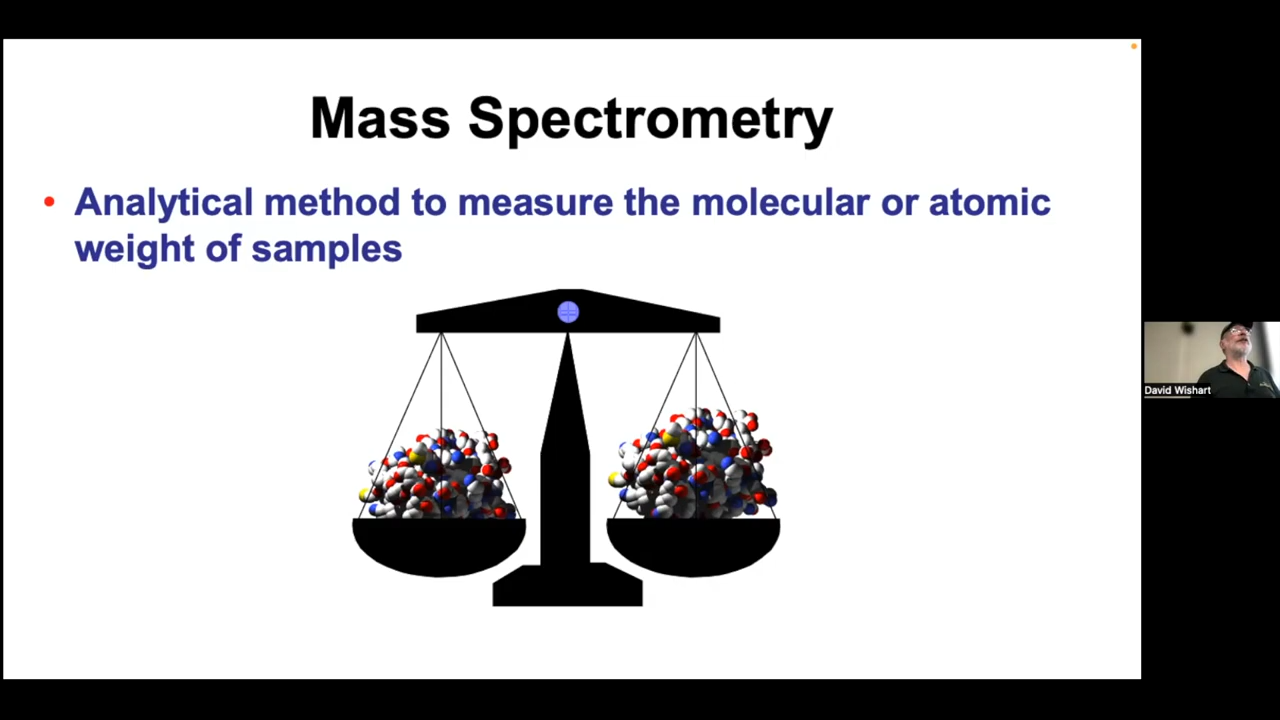 Mass Spectrometry
• Analytical method to measure the molecular or atomic
weight of samples
David Wishart